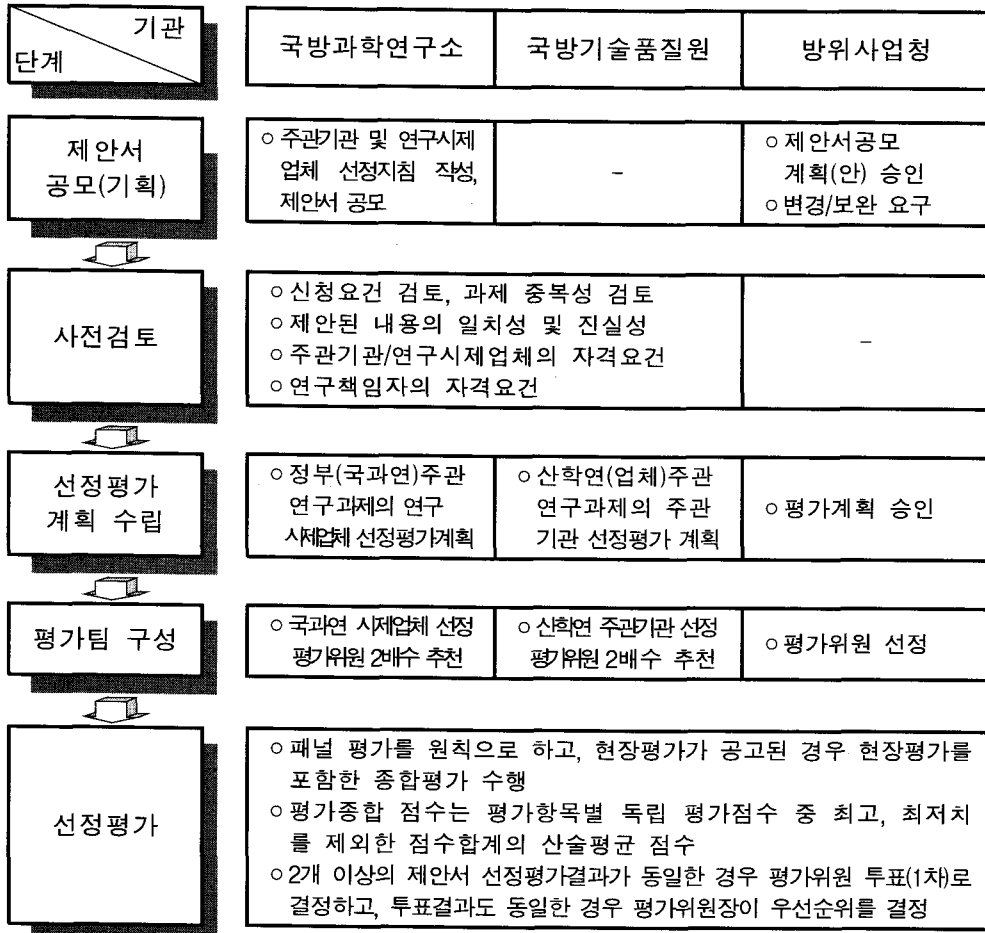 기관
단계
국방과학연구소
국방기술품질원
방위사업청
제안서
공모(기획)
○ 주관기관 및 연구시제
업체 선정지침 작성,
제안서 공모
-
○ 제안서공모
계획(안) 승인
○ 변경/보완 요구
사전검토
○ 신청요건 검토, 과제 중복성 검토
○ 제안된 내용의 일치성 및 진실성
○ 주관기관/연구시제업체의 자격요건
○ 연구책임자의 자격요건
-
선정평가
계획 수립
○ 정부(국과연)주관
연구과제의 연구
시제업체 선정평가계획
○ 산학연(업체)주관
연구과제의 주관
기관 선정평가 계획
○ 평가계획 승인
평가팀 구성
○ 국과연 시제업체 선정
평가위원 2배수 추천
○ 산학연 주관기관 선정
평가위원 2배수 추천
○ 평가위원 선정
선정평가
○ 패널 평가를 원칙으로 하고, 현장평가가 공고된 경우 현장평가를
포함한 종합평가 수행
○ 평가종합 점수는 평가항목별 독립 평가점수 중 최고, 최저치
를 제외한 점수합계의 산술평균 점수
○ 2개 이상의 제안서 선정평가결과가 동일한 경우 평가위원 투표(1차)로
결정하고, 투표결과도 동일한 경우 평가위원장이 우선순위를 결정